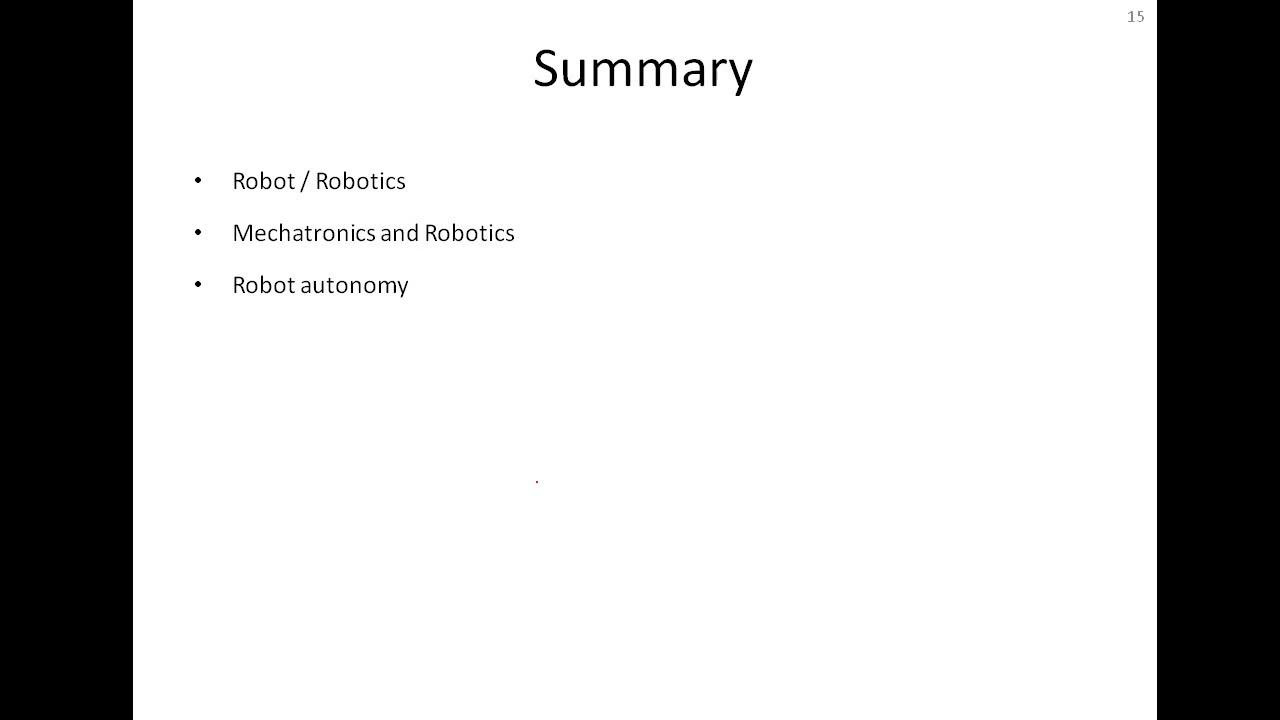 15
Summary
• Robot / Robotics
• Mechatronics and Robotics
• Robot autonomy